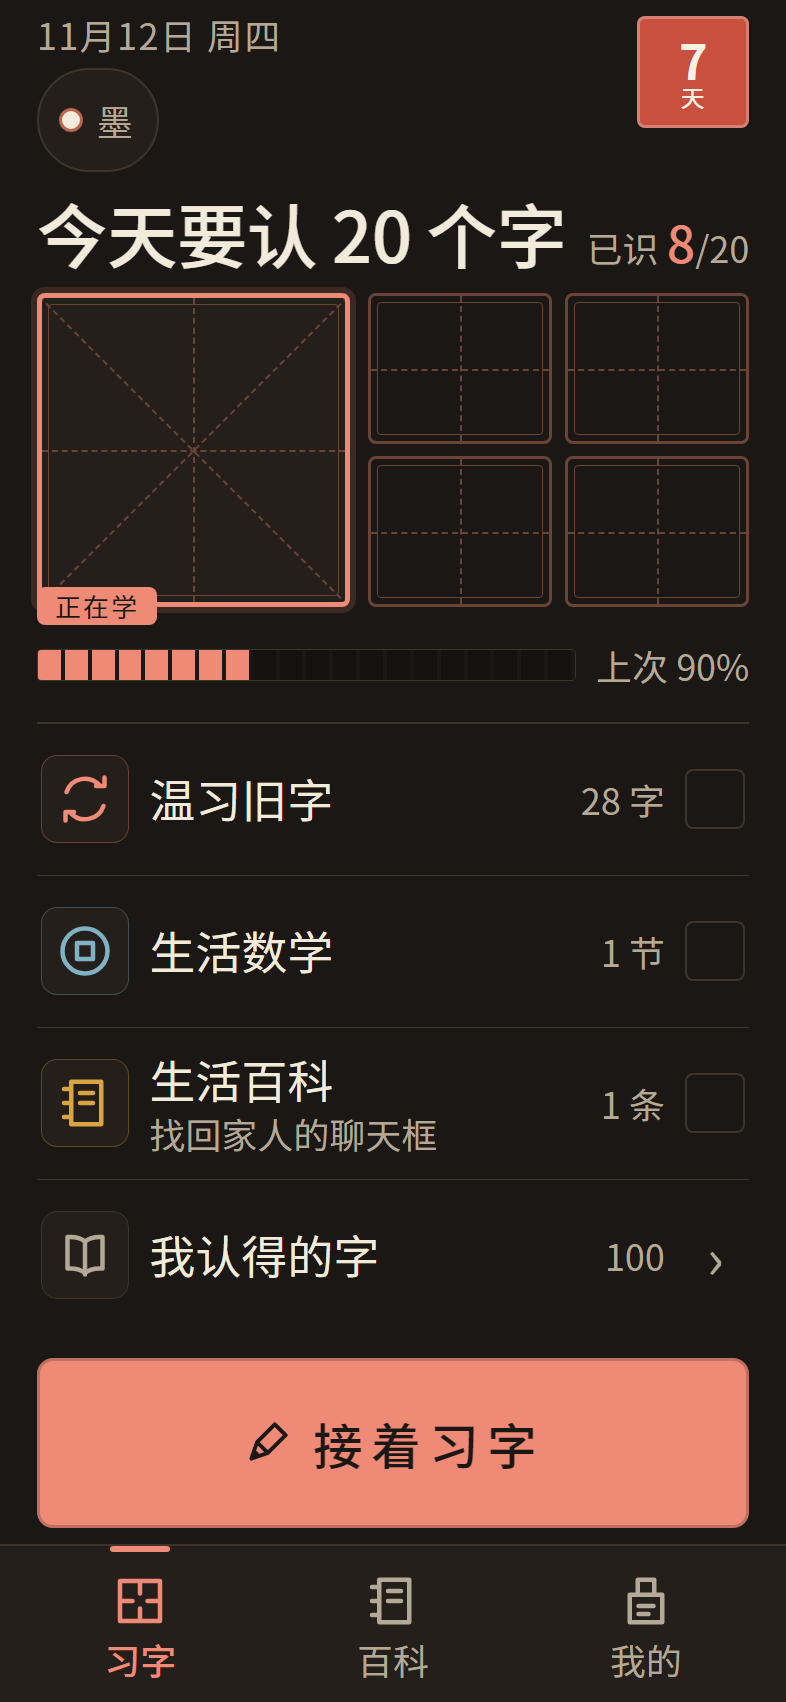 11月12日 周四
7
天
墨
今天要认 20 个字
已识 8/20
正在学
上次 90%
温习旧字
28 字
生活数学
1 节
生活百科
1 条
找回家人的聊天框
我认得的字
100
接着习字
习字
百科
我的